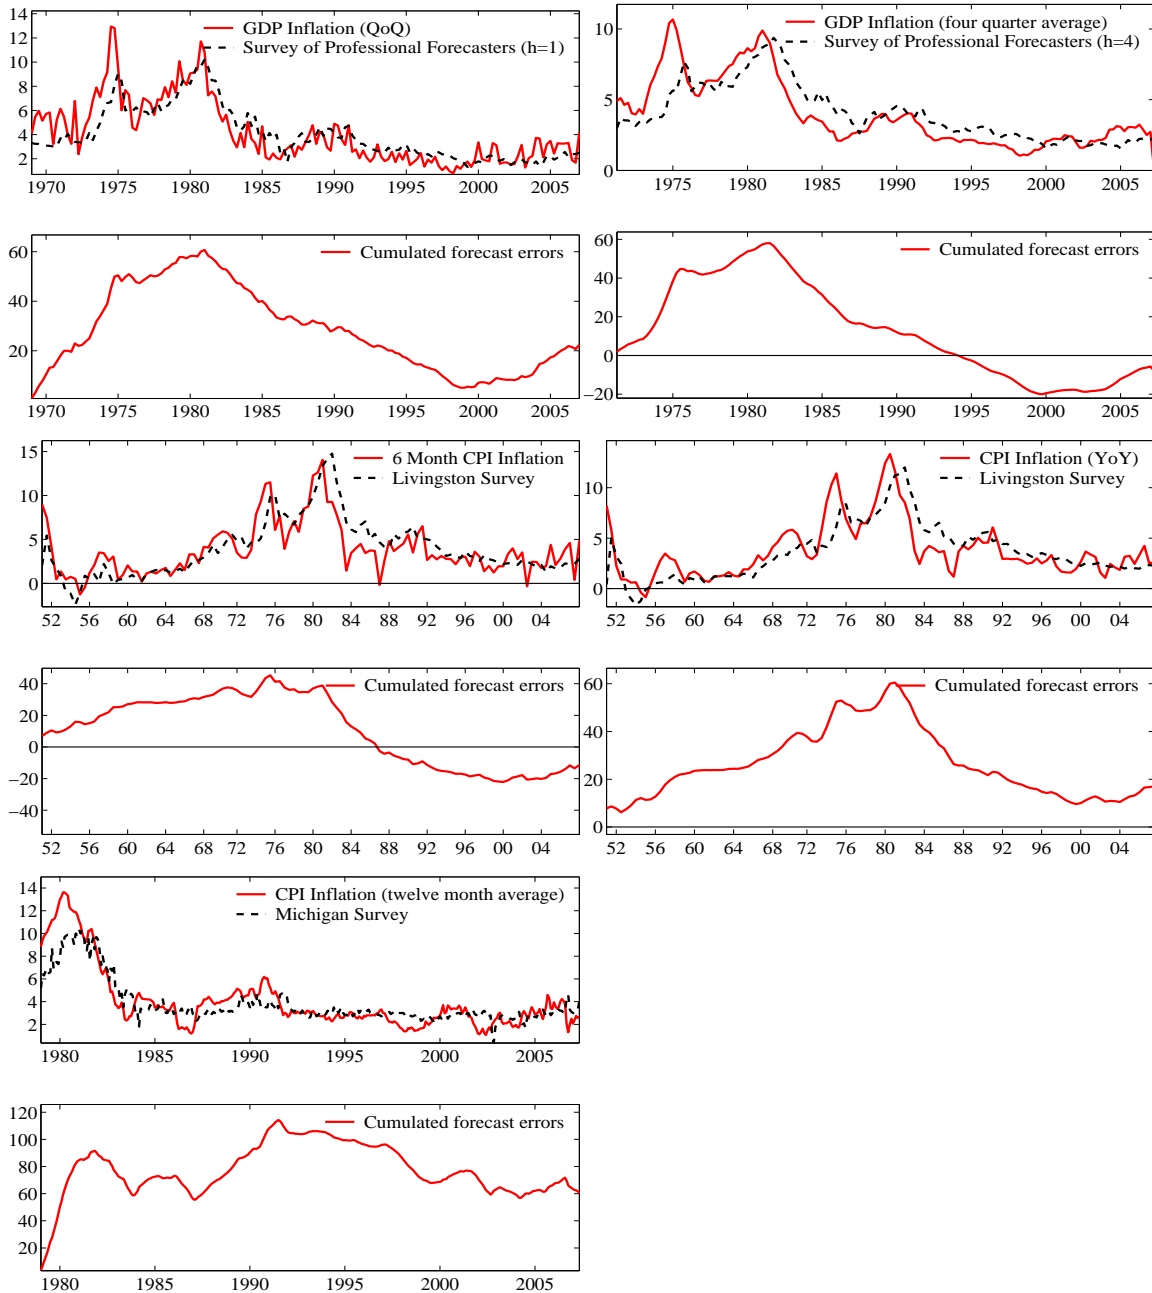 GDP Inflation (QoQ)
Survey of Professional Forecasters (h=1)
14
12
10
8
6
4
2
1970 1975 1980 1985 1990 1995 2000 2005
GDP Inflation (four quarter average)
Survey of Professional Forecasters (h=4)
10
5
0
1975 1980 1985 1990 1995 2000 2005
Cumulated forecast errors
60
40
20
1970 1975 1980 1985 1990 1995 2000 2005
Cumulated forecast errors
60
40
20
0
−20
1975 1980 1985 1990 1995 2000 2005
6 Month CPI Inflation
Livingston Survey
15
10
5
0
52 56 60 64 68 72 76 80 84 88 92 96 00 04
CPI Inflation (YoY)
Livingston Survey
10
5
0
52 56 60 64 68 72 76 80 84 88 92 96 00 04
Cumulated forecast errors
40
20
0
−20
−40
52 56 60 64 68 72 76 80 84 88 92 96 00 04
Cumulated forecast errors
60
40
20
0
52 56 60 64 68 72 76 80 84 88 92 96 00 04
CPI Inflation (twelve month average)
Michigan Survey
14
12
10
8
6
4
2
1980 1985 1990 1995 2000 2005
Cumulated forecast errors
120
100
80
60
40
20
1980 1985 1990 1995 2000 2005